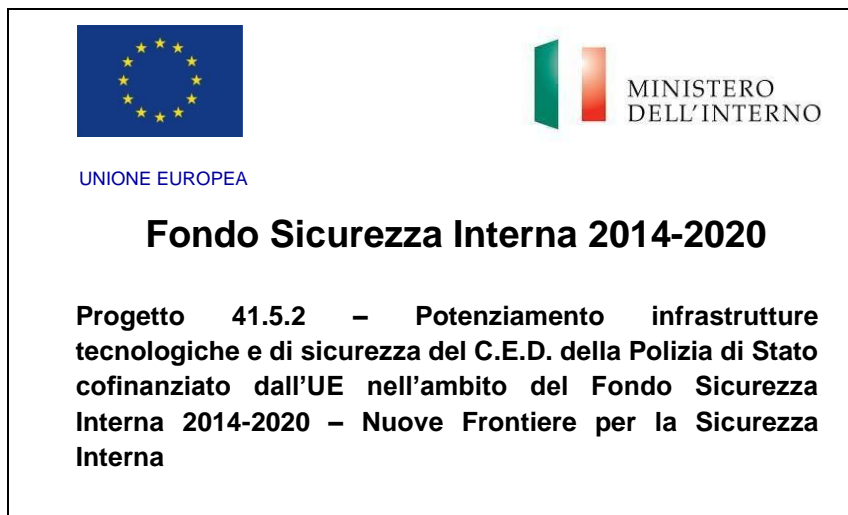 MINISTERO
DELL'INTERNO
UNIONE EUROPEA
Fondo Sicurezza Interna 2014-2020
Progetto 41.5.2 – Potenziamento infrastrutture
tecnologiche e di sicurezza del C.E.D. della Polizia di Stato
cofinanziato dall'UE nell'ambito del Fondo Sicurezza
Interna 2014-2020 – Nuove Frontiere per la Sicurezza
Interna